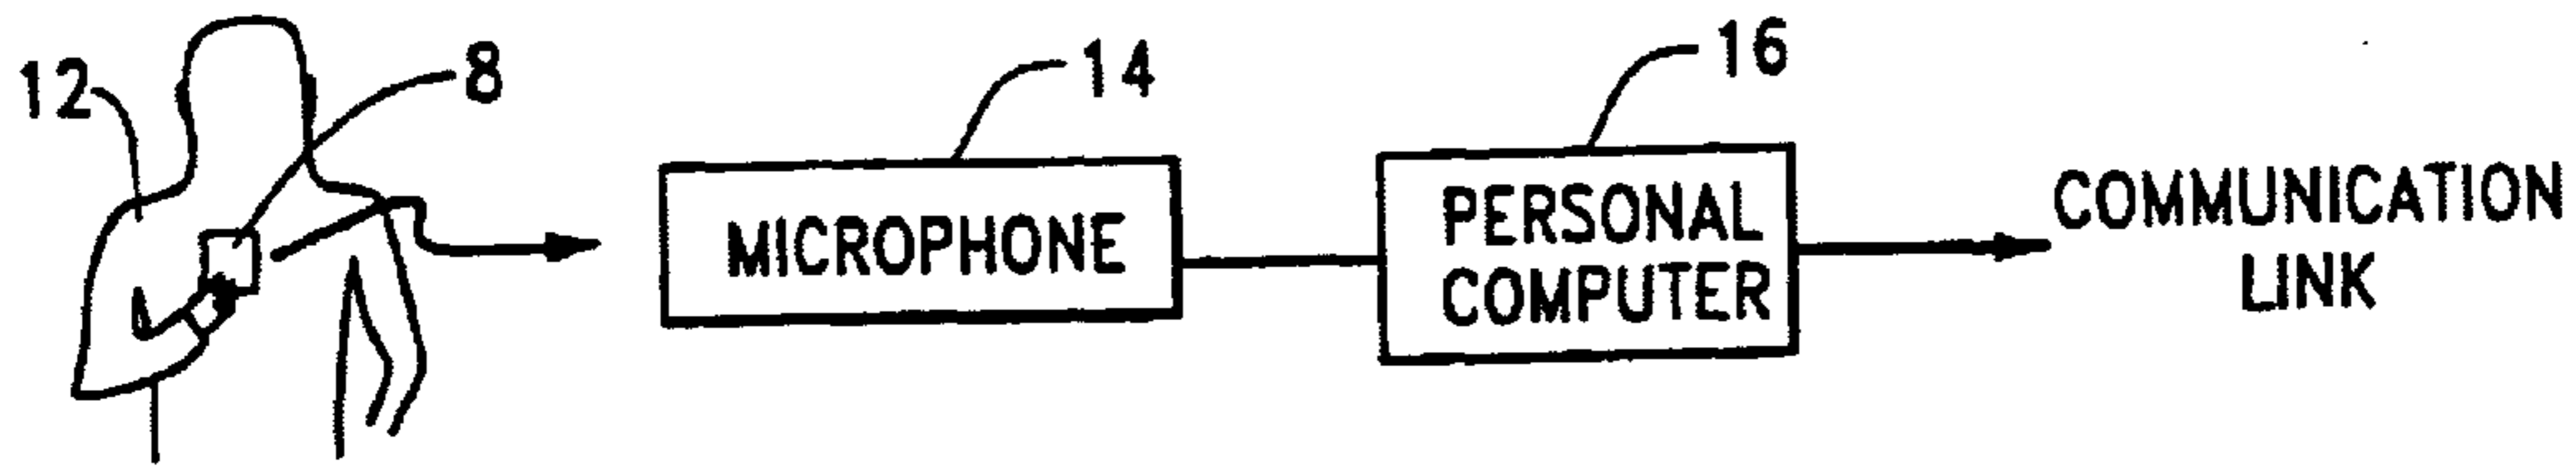 12
8
14
16
MICROPHONE
PERSONAL
COMPUTER
COMMUNICATION
LINK